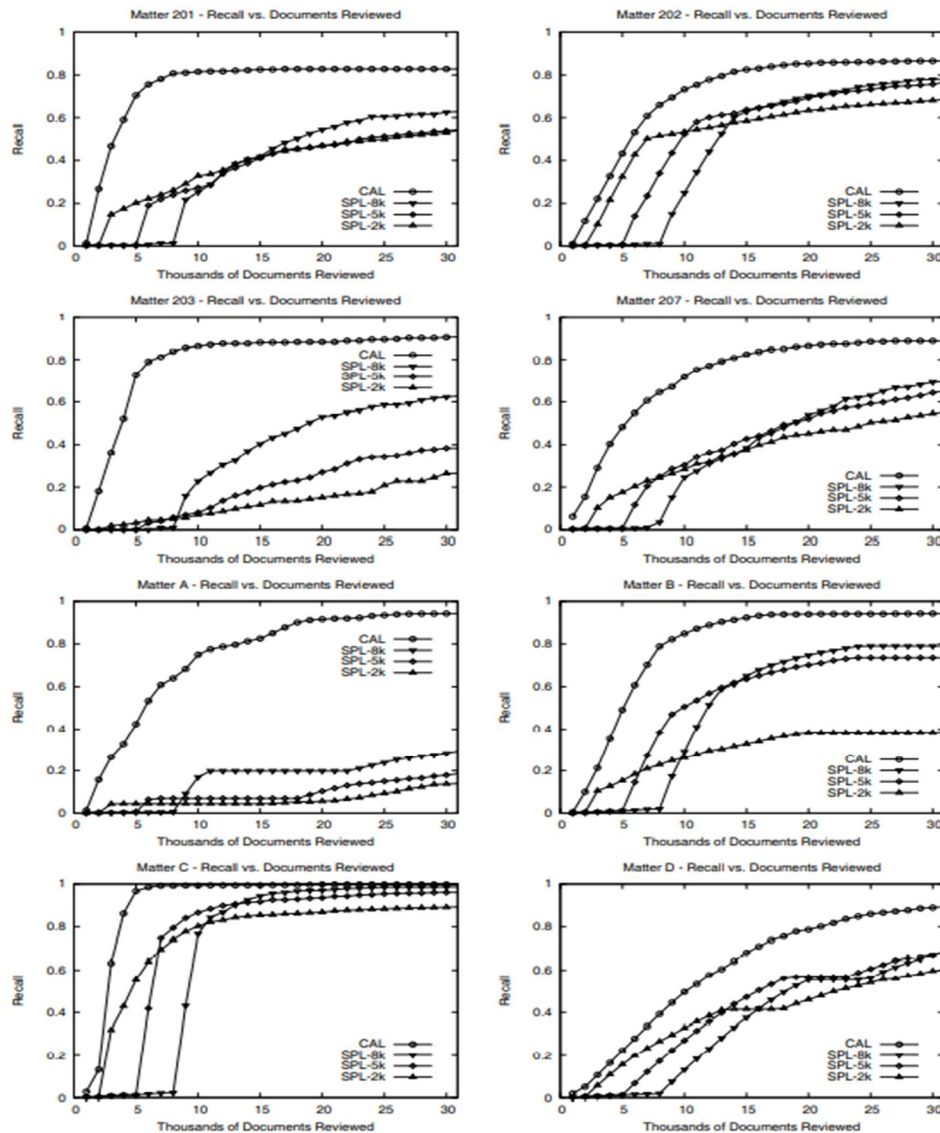 Matter 201 - Recall vs. Documents Reviewed
1
0.8
0.6
0.4
0.2
0
Recall
CAL
SPL-8k
SPL-5k
SPL-2k
0 5 10 15 20 25 30
Thousands of Documents Reviewed
Matter 202 - Recall vs. Documents Reviewed
1
0.8
0.6
0.4
0.2
0
Recall
CAL
SPL-8k
SPL-5k
SPL-2k
0 5 10 15 20 25 30
Thousands of Documents Reviewed
Matter 203 - Recall vs. Documents Reviewed
1
0.8
0.6
0.4
0.2
0
Recall
CAL
SPL-8k
SPL-5k
SPL-2k
0 5 10 15 20 25 30
Thousands of Documents Reviewed
Matter 207 - Recall vs. Documents Reviewed
1
0.8
0.6
0.4
0.2
0
Recall
CAL
SPL-8k
SPL-5k
SPL-2k
0 5 10 15 20 25 30
Thousands of Documents Reviewed
Matter A - Recall vs. Documents Reviewed
1
0.8
0.6
0.4
0.2
0
Recall
CAL
SPL-8k
SPL-5k
SPL-2k
0 5 10 15 20 25 30
Thousands of Documents Reviewed
Matter B - Recall vs. Documents Reviewed
1
0.8
0.6
0.4
0.2
0
Recall
CAL
SPL-8k
SPL-5k
SPL-2k
0 5 10 15 20 25 30
Thousands of Documents Reviewed
Matter C - Recall vs. Documents Reviewed
1
0.8
0.6
0.4
0.2
0
Recall
CAL
SPL-8k
SPL-5k
SPL-2k
0 5 10 15 20 25 30
Thousands of Documents Reviewed
Matter D - Recall vs. Documents Reviewed
1
0.8
0.6
0.4
0.2
0
Recall
CAL
SPL-8k
SPL-5k
SPL-2k
0 5 10 15 20 25 30
Thousands of Documents Reviewed